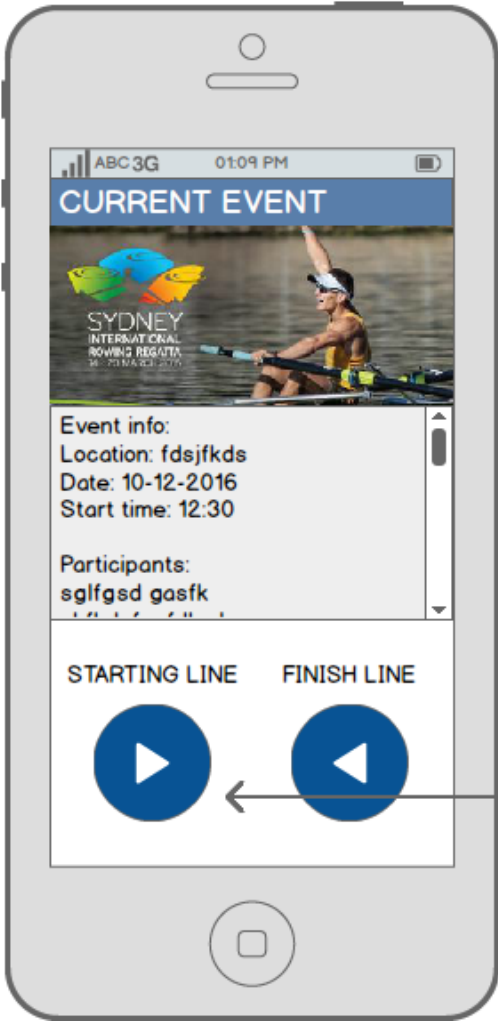 ABC 3G 01:09 PM
CURRENT EVENT
SYDNEY
INTERNATIONAL
ROWING REGATTA
Event info:
Location: fdsjfkds
Date: 10-12-2016
Start time: 12:30
Participants:
sglfgsd gasfk
STARTING LINE FINISH LINE